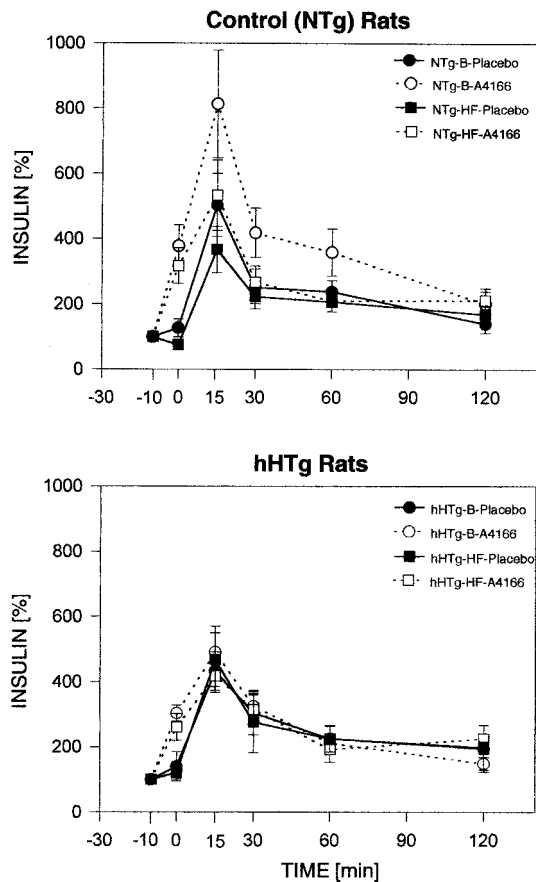 Control (NTg) Rats
INSULIN [%]
1000
800
600
400
200
0
-30 -10 0 15 30 60 90 120
NTg-B-Placebo
NTg-B-A4166
NTg-HF-Placebo
NTg-HF-A4166
hHTg Rats
INSULIN [%]
1000
800
600
400
200
0
-30 -10 0 15 30 60 90 120
TIME [min]
hHTg-B-Placebo
hHTg-B-A4166
hHTg-HF-Placebo
hHTg-HF-A4166